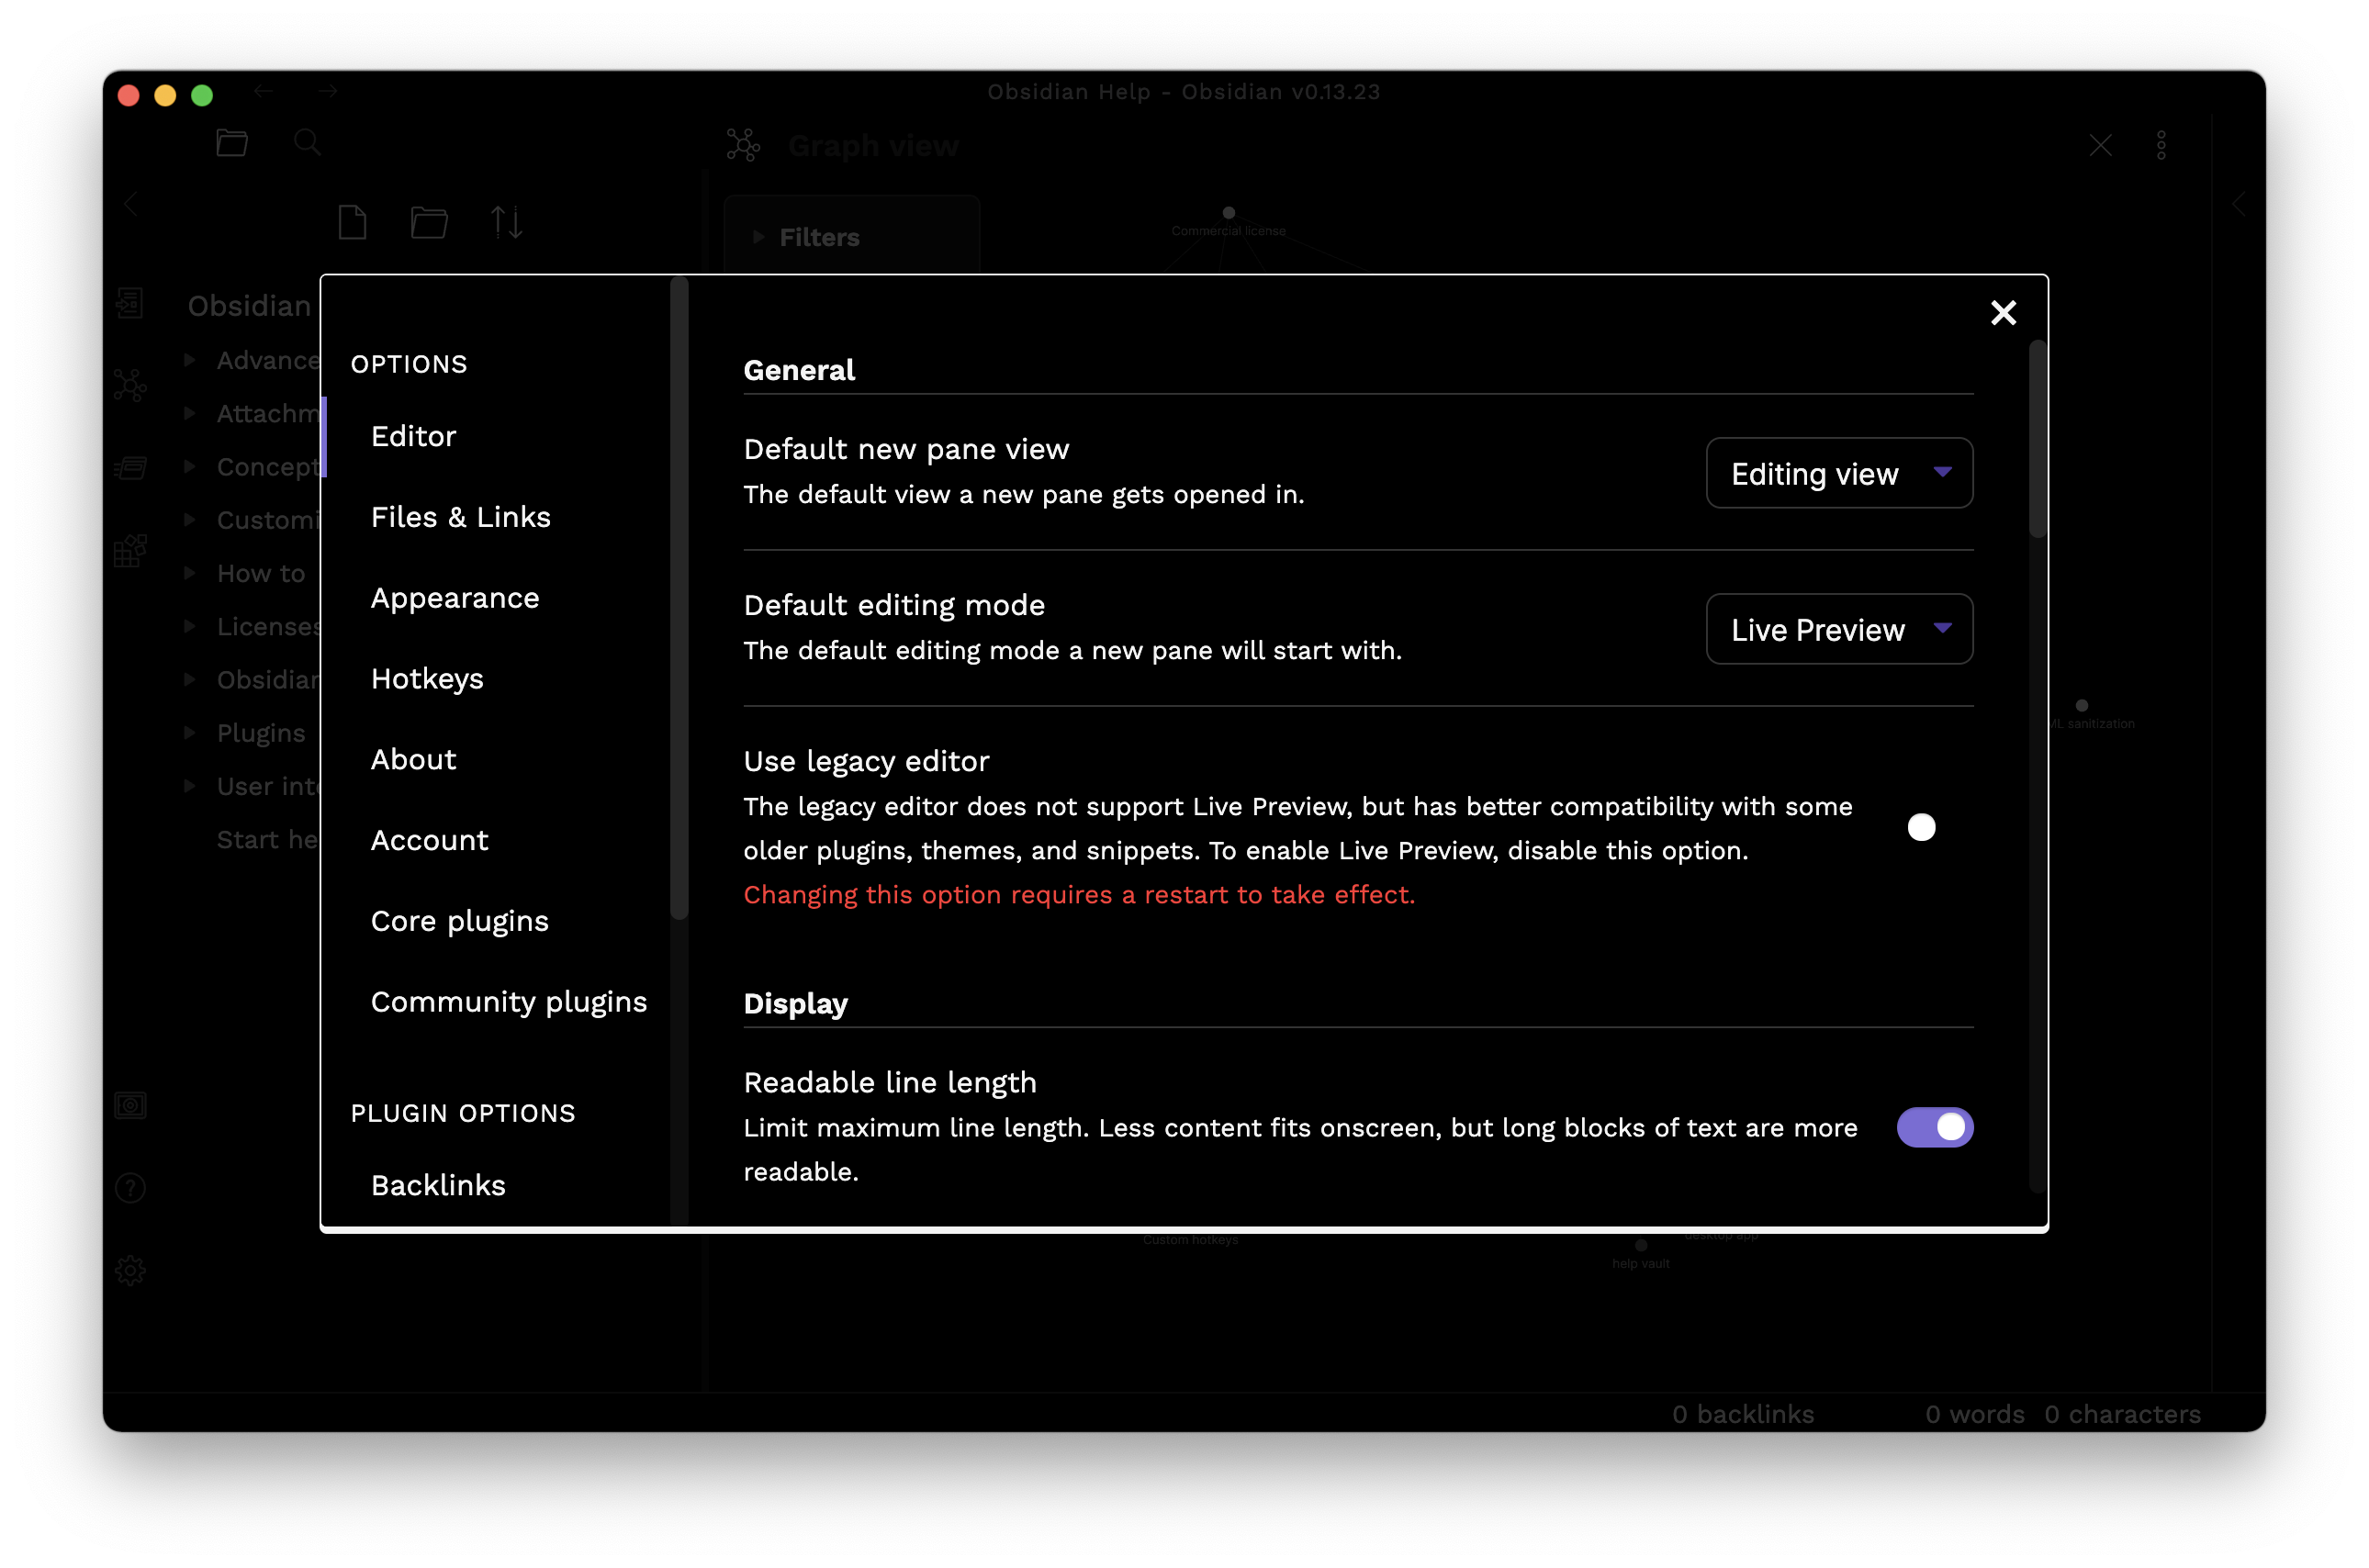 Obsidian Help - Obsidian v0.13.23
Graph view
Filters
Commercial license
Obsidian
Advance
Attachm
Concept
Customi
How to
Licenses
Obsidian
Plugins
User inte
Start he
OPTIONS
Editor
Files & Links
Appearance
Hotkeys
About
Account
Core plugins
Community plugins
PLUGIN OPTIONS
Backlinks
General
Default new pane view
The default view a new pane gets opened in.
Editing view
Default editing mode
The default editing mode a new pane will start with.
Live Preview
Use legacy editor
The legacy editor does not support Live Preview, but has better compatibility with some
older plugins, themes, and snippets. To enable Live Preview, disable this option.
Changing this option requires a restart to take effect.
Display
Readable line length
Limit maximum line length. Less content fits onscreen, but long blocks of text are more
readable.
ML sanitization
Custom hotkeys
desktop app
help vault
0 backlinks
0 words
0 characters